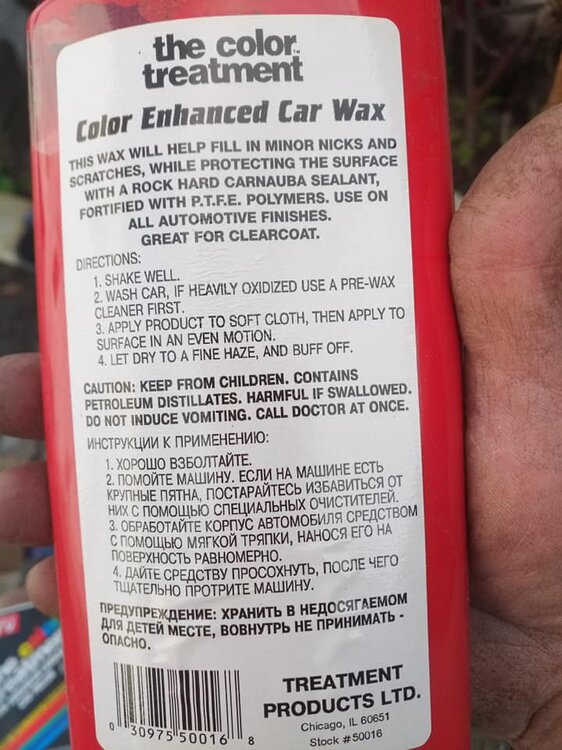 the color™
treatment
Color Enhanced Car Wax
THIS WAX WILL HELP FILL IN MINOR NICKS AND
SCRATCHES, WHILE PROTECTING THE SURFACE
WITH A ROCK HARD CARNAUBA SEALANT,
FORTIFIED WITH P.T.F.E. POLYMERS. USE ON
ALL AUTOMOTIVE FINISHES.
GREAT FOR CLEARCOAT.
DIRECTIONS:
1. SHAKE WELL.
2. WASH CAR, IF HEAVILY OXIDIZED USE A PRE-WAX
CLEANER FIRST.
3. APPLY PRODUCT TO SOFT CLOTH, THEN APPLY TO
SURFACE IN AN EVEN MOTION.
4. LET DRY TO A FINE HAZE, AND BUFF OFF.
CAUTION: KEEP FROM CHILDREN. CONTAINS
PETROLEUM DISTILLATES. HARMFUL IF SWALLOWED.
DO NOT INDUCE VOMITING. CALL DOCTOR AT ONCE.
ИНСТРУКЦИИ К ПРИМЕНЕНИЮ:
1. ХОРОШО ВЗБОЛТАЙТЕ.
2. ПОМОЙТЕ МАШИНУ. ЕСЛИ НА МАШИНЕ ЕСТЬ
КРУПНЫЕ ПЯТНА, ПОСТАРАЙТЕСЬ ИЗБАВИТЬСЯ ОТ
НИХ С ПОМОЩЬЮ СПЕЦИАЛЬНЫХ ОЧИСТИТЕЛЕЙ.
3. ОБРАБОТАЙТЕ КОРПУС АВТОМОБИЛЯ СРЕДСТВОМ
С ПОМОЩЬЮ МЯГКОЙ ТРЯПКИ, НАНОСЯ ЕГО НА
ПОВЕРХНОСТЬ РАВНОМЕРНО.
4. ДАЙТЕ СРЕДСТВУ ПРОСОХНУТЬ, ПОСЛЕ ЧЕГО
ТЩАТЕЛЬНО ПРОТРИТЕ МАШИНУ.
ПРЕДУПРЕЖДЕНИЕ: ХРАНИТЬ В НЕДОСЯГАЕМОМ
ДЛЯ ДЕТЕЙ МЕСТЕ, ВОВНУТРЬ НЕ ПРИНИМАТЬ -
ОПАСНО.
0 30975 50016 8
TREATMENT
PRODUCTS LTD.
Chicago, IL 60651
Stock #50016